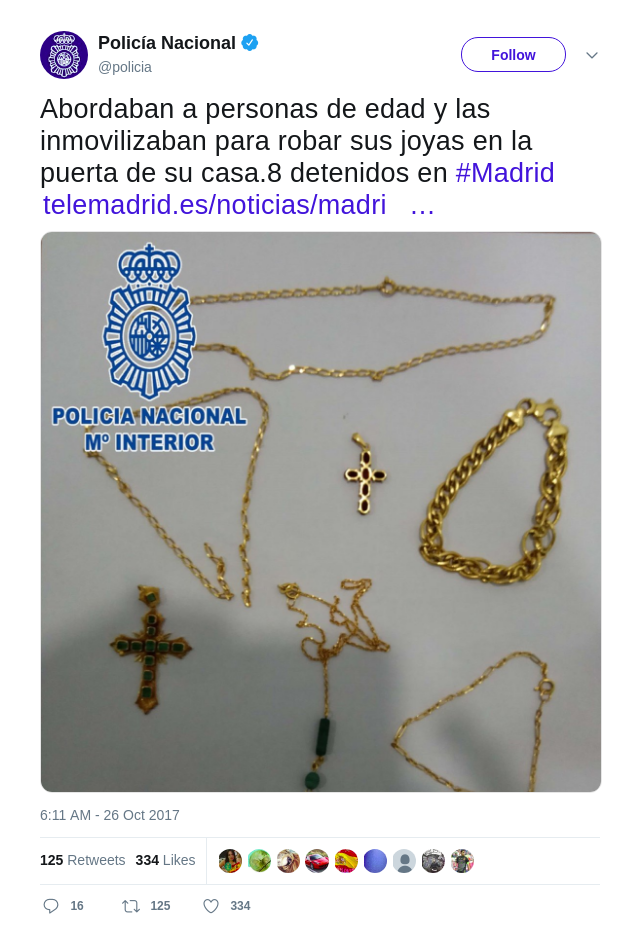 Policía Nacional
@policia
Follow
Abordaban a personas de edad y las
inmovilizaban para robar sus joyas en la
puerta de su casa.8 detenidos en #Madrid
telemadrid.es/noticias/madri …
POLICIA NACIONAL
Mº INTERIOR
6:11 AM - 26 Oct 2017
125 Retweets 334 Likes
16 125 334